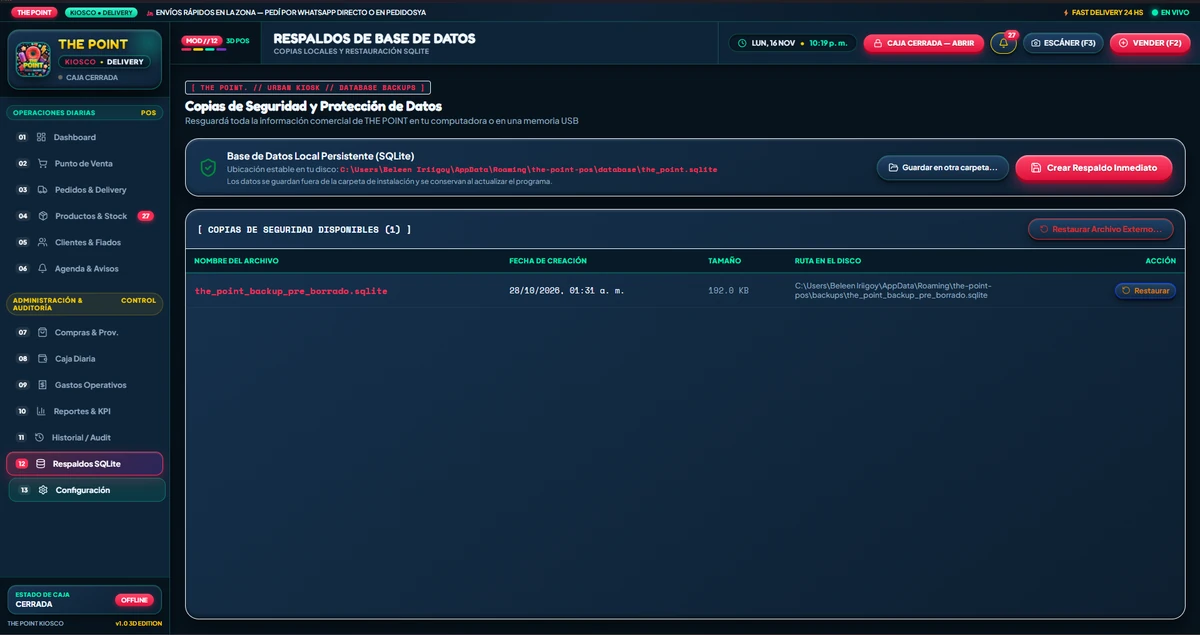 THE POINT
KIOSCO • DELIVERY
ENVÍOS RÁPIDOS EN LA ZONA — PEDÍ POR WHATSAPP DIRECTO O EN PEDIDOSYA
FAST DELIVERY 24 HS
EN VIVO
THE POINT
KIOSCO • DELIVERY
CAJA CERRADA
MOD // 12
3D POS
RESPALDOS DE BASE DE DATOS
COPIAS LOCALES Y RESTAURACIÓN SQLITE
LUN, 16 NOV • 10:19 p. m.
CAJA CERRADA — ABRIR
27
ESCÁNER (F3)
VENDER (F2)
OPERACIONES DIARIAS POS
01 Dashboard
02 Punto de Venta
03 Pedidos & Delivery
04 Productos & Stock 27
05 Clientes & Fiados
06 Agenda & Avisos
ADMINISTRACIÓN & AUDITORÍA CONTROL
07 Compras & Prov.
08 Caja Diaria
09 Gastos Operativos
10 Reportes & KPI
11 Historial / Audit
12 Respaldos SQLite
13 Configuración
ESTADO DE CAJA
CERRADA
OFFLINE
THE POINT KIOSCO v1.0 3D EDITION
[ THE POINT. // URBAN KIOSK // DATABASE BACKUPS ]
Copias de Seguridad y Protección de Datos
Resguardá toda la información comercial de THE POINT en tu computadora o en una memoria USB
Base de Datos Local Persistente (SQLite)
Ubicación estable en tu disco: C:\Users\Beleen Iriigoy\AppData\Roaming\the-point-pos\database\the_point.sqlite
Los datos se guardan fuera de la carpeta de instalación y se conservan al actualizar el programa.
Guardar en otra carpeta...
Crear Respaldo Inmediato
[ COPIAS DE SEGURIDAD DISPONIBLES (1) ]
Restaurar Archivo Externo...
NOMBRE DEL ARCHIVO FECHA DE CREACIÓN TAMAÑO RUTA EN EL DISCO ACCIÓN
the_point_backup_pre_borrado.sqlite 28/10/2026, 01:31 a. m. 192.0 KB C:\Users\Beleen Iriigoy\AppData\Roaming\the-point-
pos\backups\the_point_backup_pre_borrado.sqlite
Restaurar